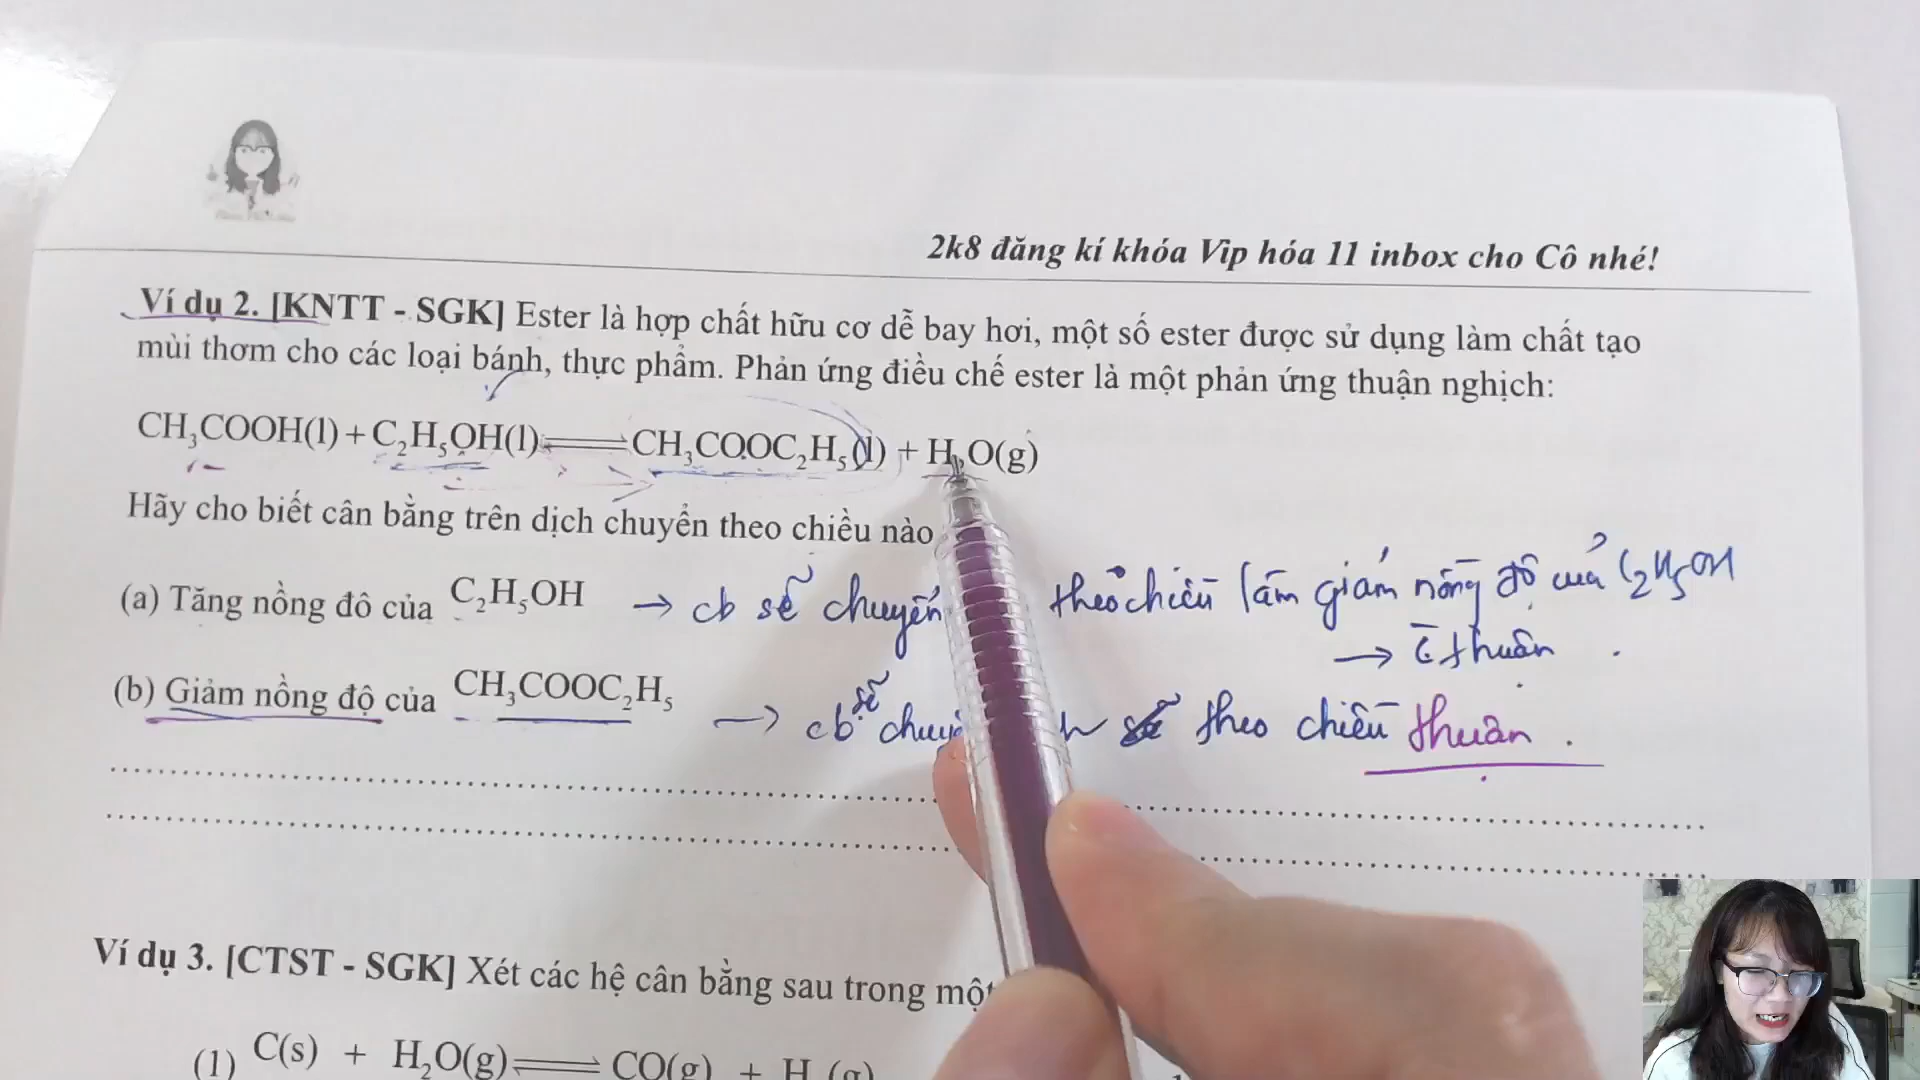 2k8 đăng kí khóa Vip hóa 11 inbox cho Cô nhé!
Ví dụ 2. [KNTT - SGK] Ester là hợp chất hữu cơ dễ bay hơi, một số ester được sử dụng làm chất tạo
mùi thơm cho các loại bánh, thực phẩm. Phản ứng điều chế ester là một phản ứng thuận nghịch:
CH₃COOH(l) + C₂H₅OH(l) ⇌ CH₃COOC₂H₅(l) + H₂O(g)
Hãy cho biết cân bằng trên dịch chuyển theo chiều nào
(a) Tăng nồng đô của C₂H₅OH → cb sẽ chuyển theo chiều làm giảm nồng độ của C₂H₅OH
→ c̄ thuận .
(b) Giảm nồng độ của CH₃COOC₂H₅ → cb sẽ theo chiều thuận .
Ví dụ 3. [CTST - SGK] Xét các hệ cân bằng sau trong một
(1) C(s) + H₂O(g) ⇌ CO(g) + H (g)